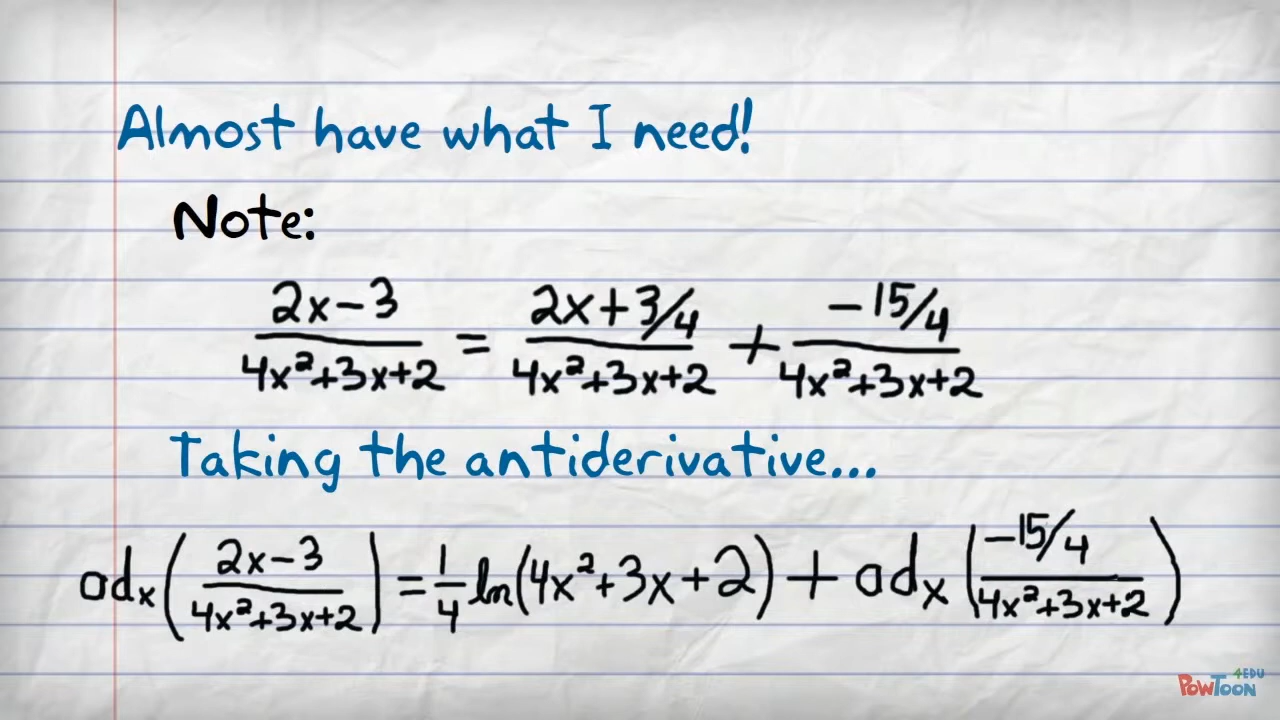 Almost have what I need!
Note:
2x-3/4x²+3x+2 = 2x+3/4/4x²+3x+2 + -15/4/4x²+3x+2
Taking the antiderivative...
adₓ(2x-3/4x²+3x+2) = 1/4 ln(4x²+3x+2) + adₓ(-15/4/4x²+3x+2)
POWTOON 4EDU